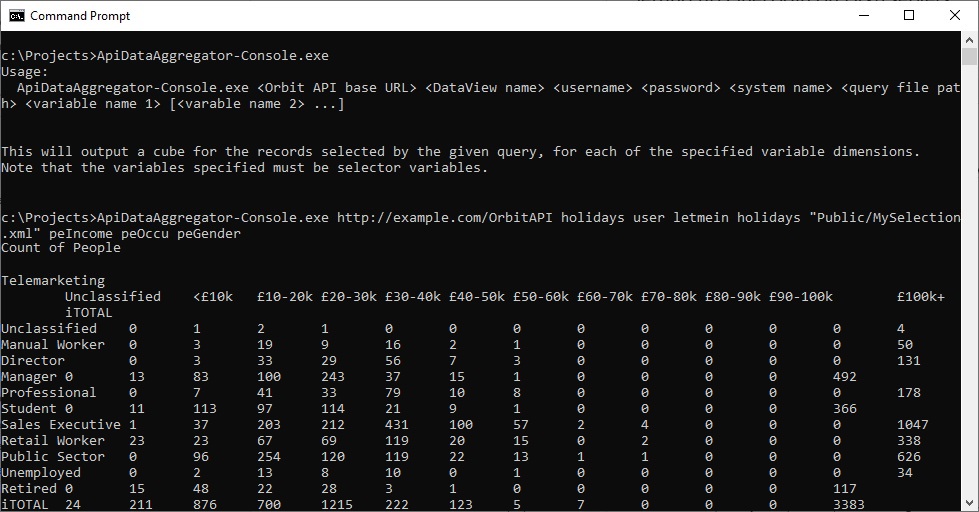 Command Prompt
c:\Projects>ApiDataAggregator-Console.exe
Usage:
  ApiDataAggregator-Console.exe <Orbit API base URL> <DataView name> <username> <password> <system name> <query file pat
h> <variable name 1> [<varable name 2> ...]
This will output a cube for the records selected by the given query, for each of the specified variable dimensions.
Note that the variables specified must be selector variables.
c:\Projects>ApiDataAggregator-Console.exe http://example.com/OrbitAPI holidays user letmein holidays "Public/MySelection
.xml" peIncome peOccu peGender
Count of People
Telemarketing
        Unclassified    <£10k   £10-20k £20-30k £30-40k £40-50k £50-60k £60-70k £70-80k £80-90k £90-100k        £100k+
        iTOTAL
Unclassified    0       1       2       1       0       0       0       0       0       0       0       4
Manual Worker   0       3       19      9       16      2       1       0       0       0       0       50
Director        0       3       33      29      56      7       3       0       0       0       0       131
Manager 0       13      83      100     243     37      15      1       0       0       0       0       492
Professional    0       7       41      33      79      10      8       0       0       0       0       178
Student 0       11      113     97      114     21      9       1       0       0       0       0       366
Sales Executive 1       37      203     212     431     100     57      2       4       0       0       1047
Retail Worker   23      23      67      69      119     20      15      0       2       0       0       338
Public Sector   0       96      254     120     119     22      13      1       1       0       0       626
Unemployed      0       2       13      8       10      0       1       0       0       0       0       34
Retired 0       15      48      22      28      3       1       0       0       0       0       0       117
iTOTAL  24      211     876     700     1215    222     123     5       7       0       0       0       3383